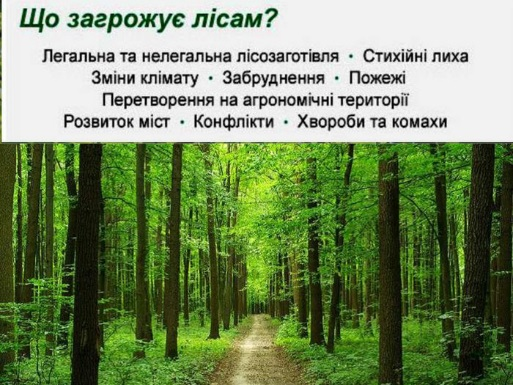 Що загрожує лісам?
Легальна та нелегальна лісозаготівля • Стихійні лиха
Зміни клімату • Забруднення • Пожежі
Перетворення на агрономічні території
Розвиток міст • Конфлікти • Хвороби та комахи